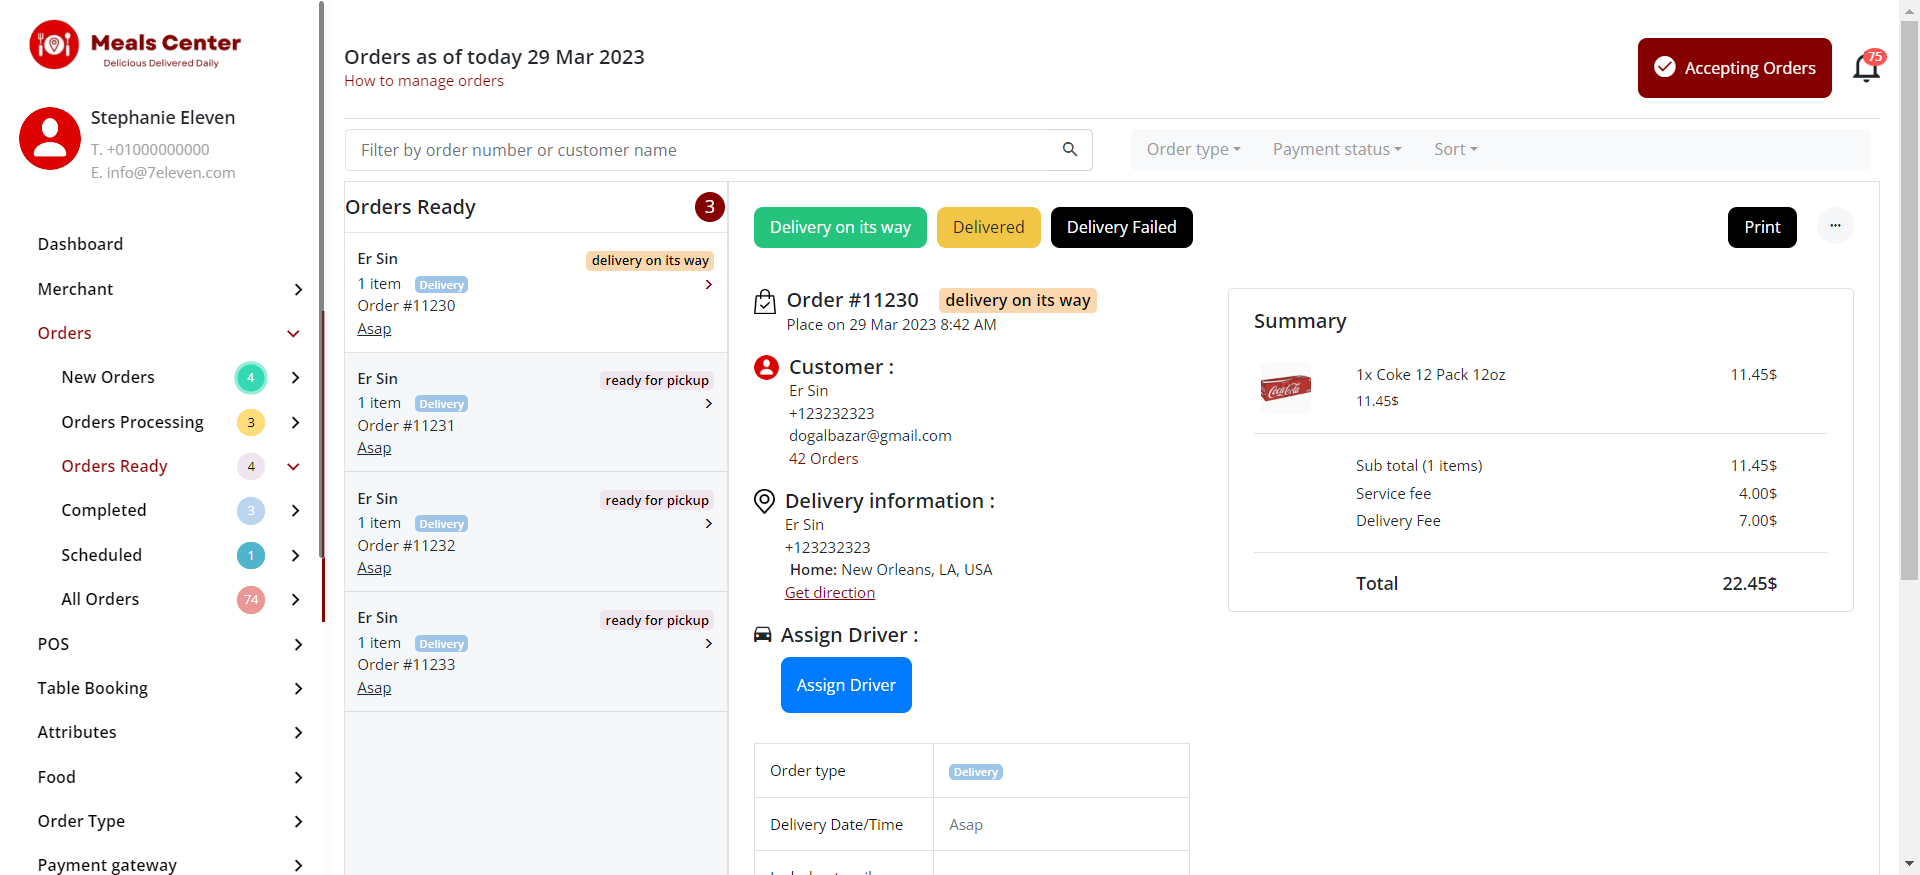 Meals Center
Delicious Delivered Daily
Stephanie Eleven
T. +01000000000
E. info@7eleven.com
Dashboard
Merchant
Orders
New Orders 4
Orders Processing 3
Orders Ready 4
Completed 3
Scheduled 1
All Orders 74
POS
Table Booking
Attributes
Food
Order Type
Payment gateway
Orders as of today 29 Mar 2023
How to manage orders
Accepting Orders
75
Filter by order number or customer name
Order type Payment status Sort
Orders Ready 3
Er Sin delivery on its way
1 item Delivery
Order #11230
Asap
Er Sin ready for pickup
1 item Delivery
Order #11231
Asap
Er Sin ready for pickup
1 item Delivery
Order #11232
Asap
Er Sin ready for pickup
1 item Delivery
Order #11233
Asap
Delivery on its way Delivered Delivery Failed Print ...
Order #11230 delivery on its way
Place on 29 Mar 2023 8:42 AM
Customer :
Er Sin
+123232323
dogalbazar@gmail.com
42 Orders
Delivery information :
Er Sin
+123232323
Home: New Orleans, LA, USA
Get direction
Assign Driver :
Assign Driver
Order type Delivery
Delivery Date/Time Asap
Summary
Coca-Cola
1x Coke 12 Pack 12oz 11.45$
11.45$
Sub total (1 items) 11.45$
Service fee 4.00$
Delivery Fee 7.00$
Total 22.45$